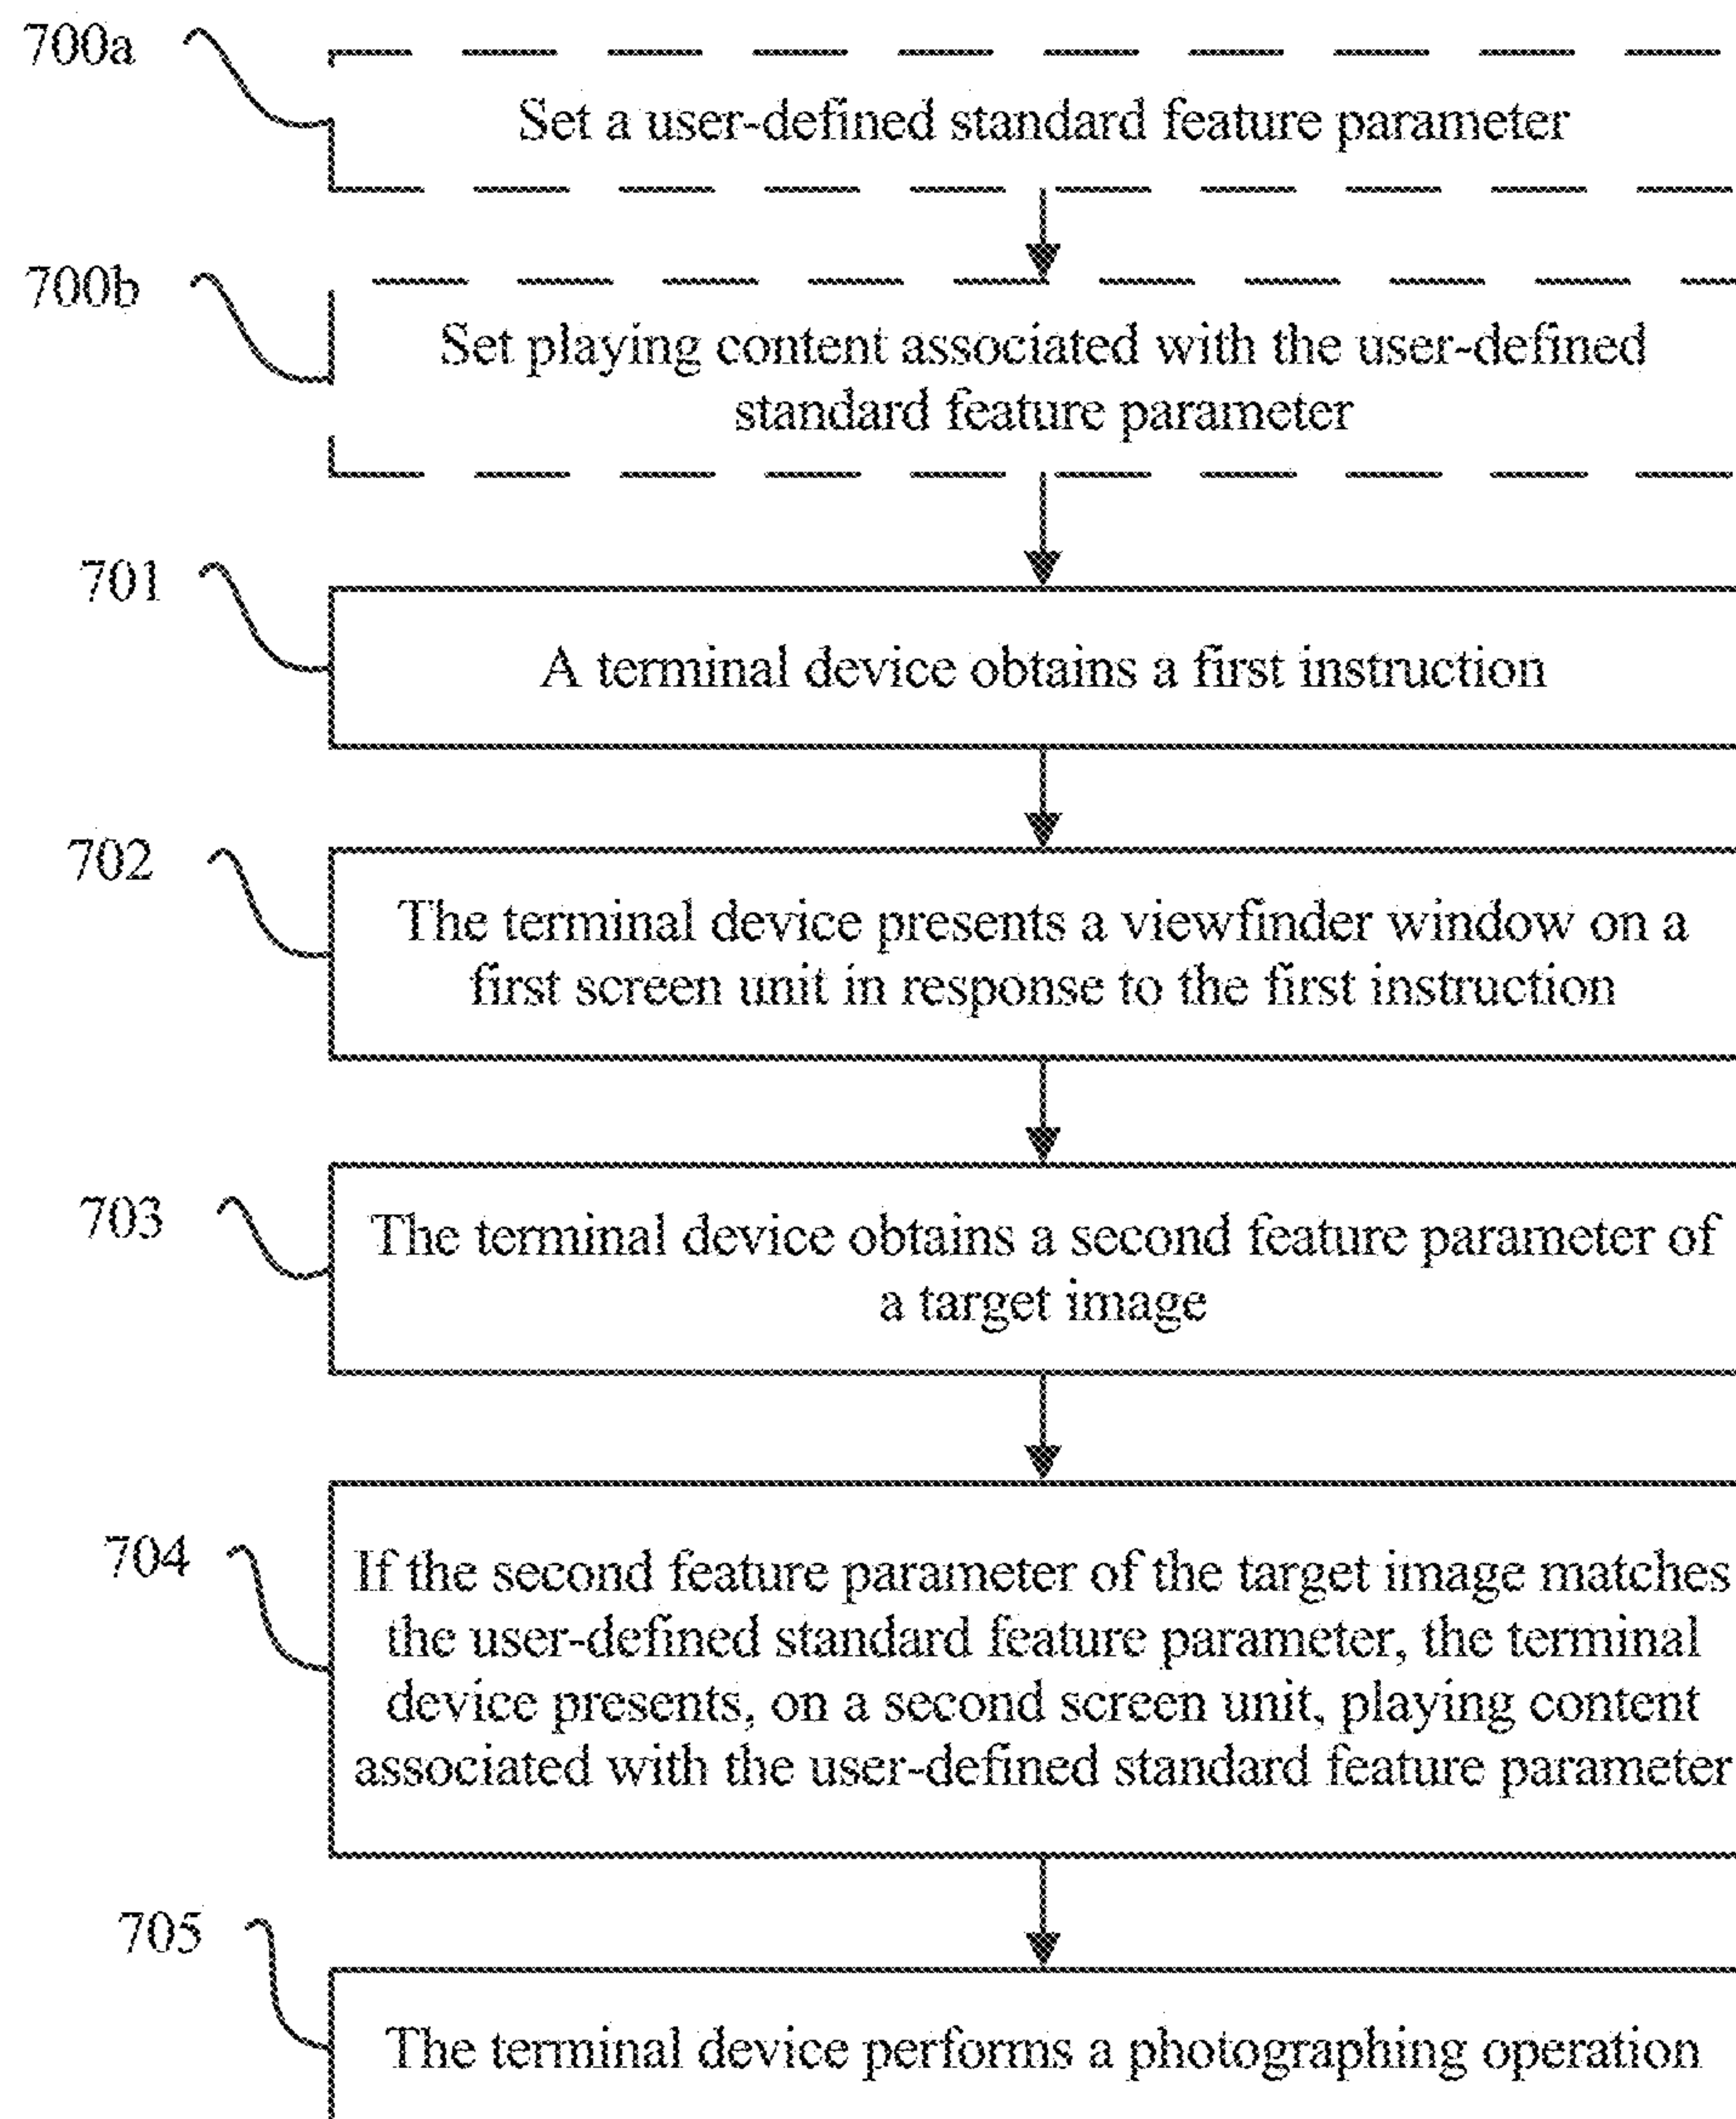 700a
Set a user-defined standard feature parameter
700b
Set playing content associated with the user-defined
standard feature parameter
701
A terminal device obtains a first instruction
702
The terminal device presents a viewfinder window on a
first screen unit in response to the first instruction
703
The terminal device obtains a second feature parameter of
a target image
704
If the second feature parameter of the target image matches
the user-defined standard feature parameter, the terminal
device presents, on a second screen unit, playing content
associated with the user-defined standard feature parameter
705
The terminal device performs a photographing operation